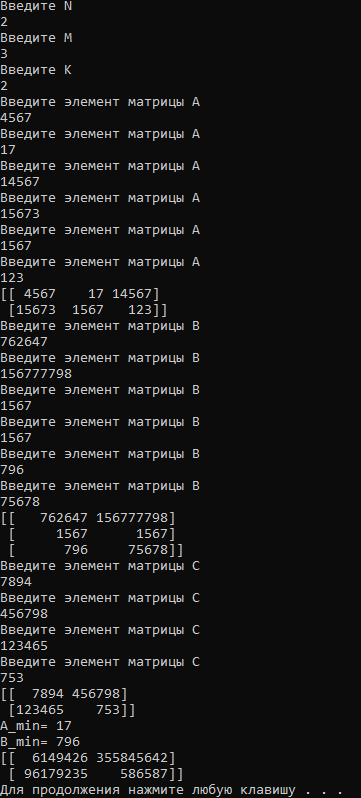 Введите N
2
Введите M
3
Введите K
2
Введите элемент матрицы A
4567
Введите элемент матрицы A
17
Введите элемент матрицы A
14567
Введите элемент матрицы A
15673
Введите элемент матрицы A
1567
Введите элемент матрицы A
123
[[ 4567    17 14567]
 [15673  1567   123]]
Введите элемент матрицы B
762647
Введите элемент матрицы B
156777798
Введите элемент матрицы B
1567
Введите элемент матрицы B
1567
Введите элемент матрицы B
796
Введите элемент матрицы B
75678
[[   762647 156777798]
 [     1567      1567]
 [      796     75678]]
Введите элемент матрицы C
7894
Введите элемент матрицы C
456798
Введите элемент матрицы C
123465
Введите элемент матрицы C
753
[[  7894 456798]
 [123465    753]]
A_min= 17
B_min= 796
[[  6149426 355845642]
 [ 96179235    586587]]
Для продолжения нажмите любую клавишу . . .